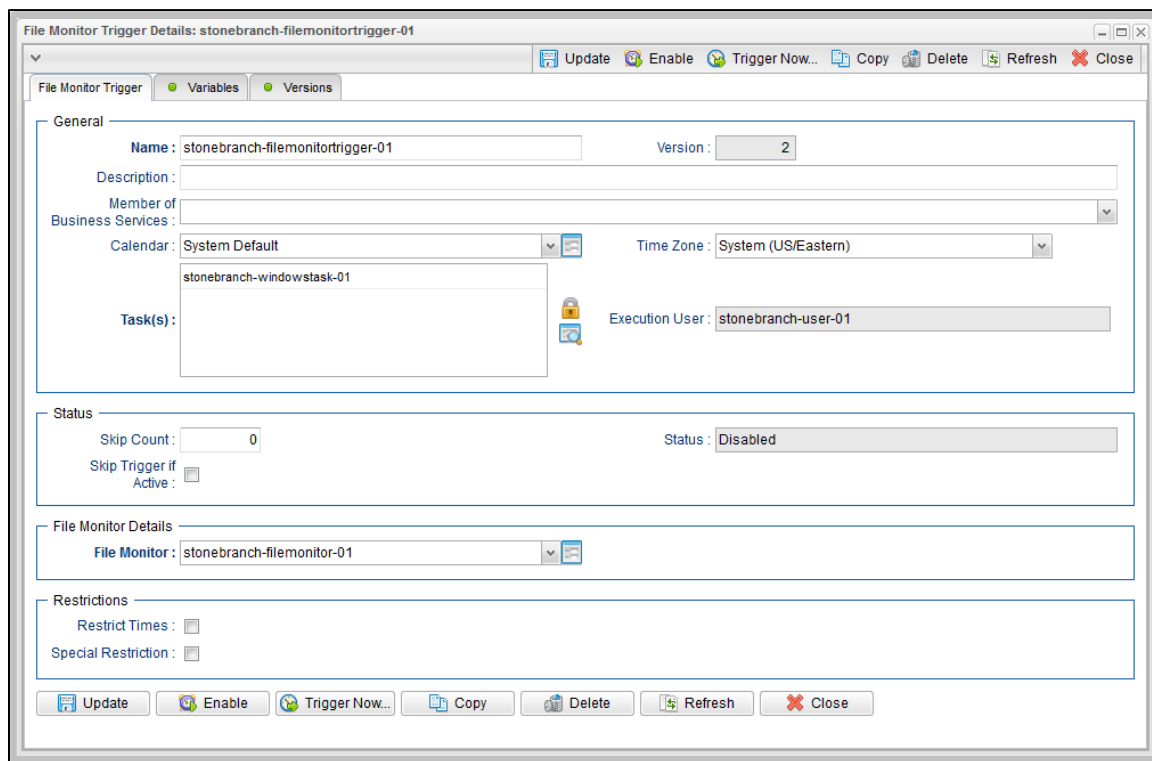 File Monitor Trigger Details: stonebranch-filemonitortrigger-01
Update Enable Trigger Now... Copy Delete Refresh Close
File Monitor Trigger Variables Versions
General
Name : stonebranch-filemonitortrigger-01 Version : 2
Description :
Member of
Business Services :
Calendar : System Default Time Zone : System (US/Eastern)
stonebranch-windowstask-01
Task(s) : Execution User : stonebranch-user-01
Status
Skip Count : 0 Status : Disabled
Skip Trigger if
Active :
File Monitor Details
File Monitor : stonebranch-filemonitor-01
Restrictions
Restrict Times :
Special Restriction :
Update Enable Trigger Now... Copy Delete Refresh Close